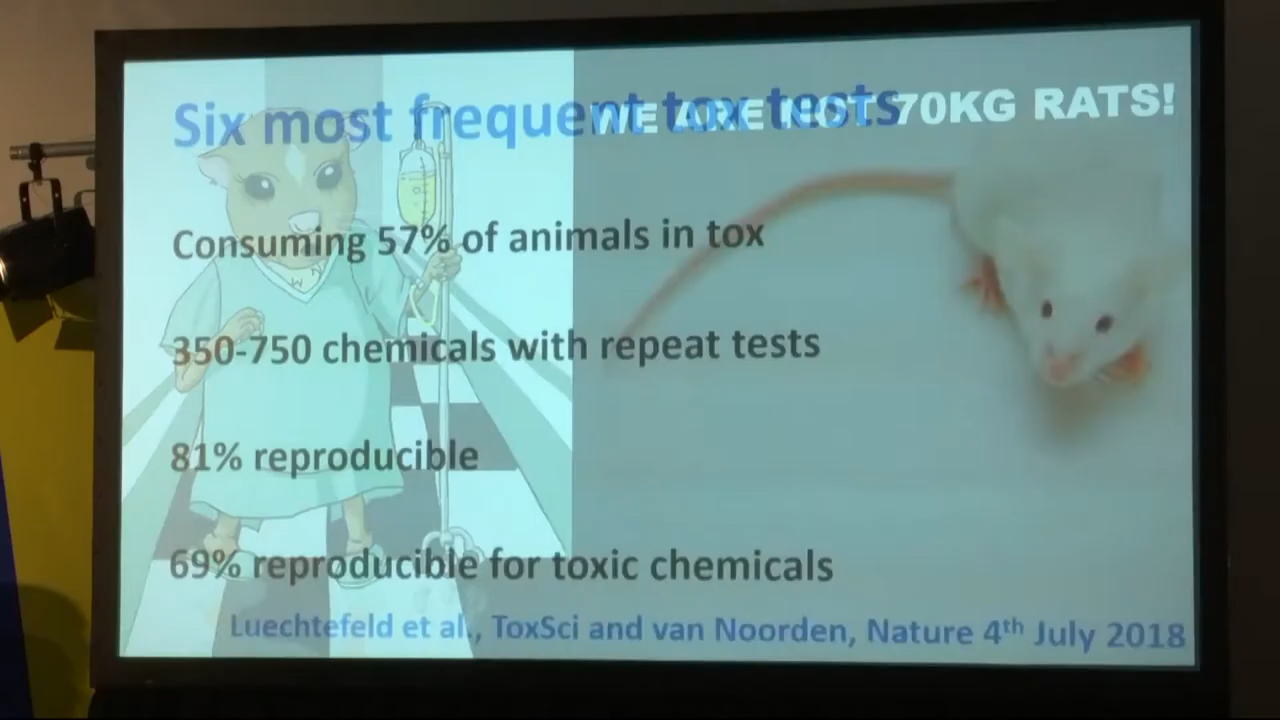 Six most frequent tox tests
WE ARE NOT 70KG RATS!
Consuming 57% of animals in tox
350-750 chemicals with repeat tests
81% reproducible
69% reproducible for toxic chemicals
Luechtefeld et al., ToxSci and van Noorden, Nature 4th July 2018